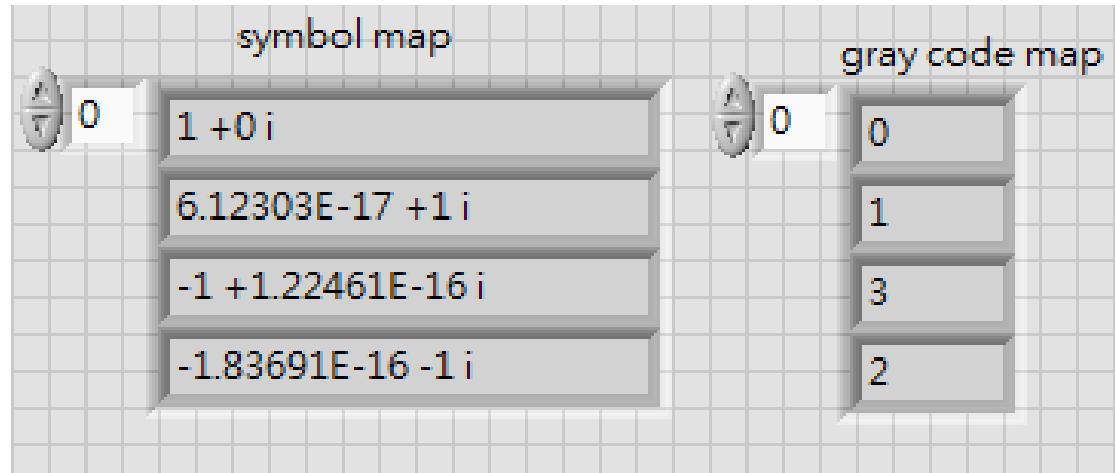 symbol map
0
1 +0 i
6.12303E-17 +1 i
-1 +1.22461E-16 i
-1.83691E-16 -1 i
gray code map
0
0
1
3
2